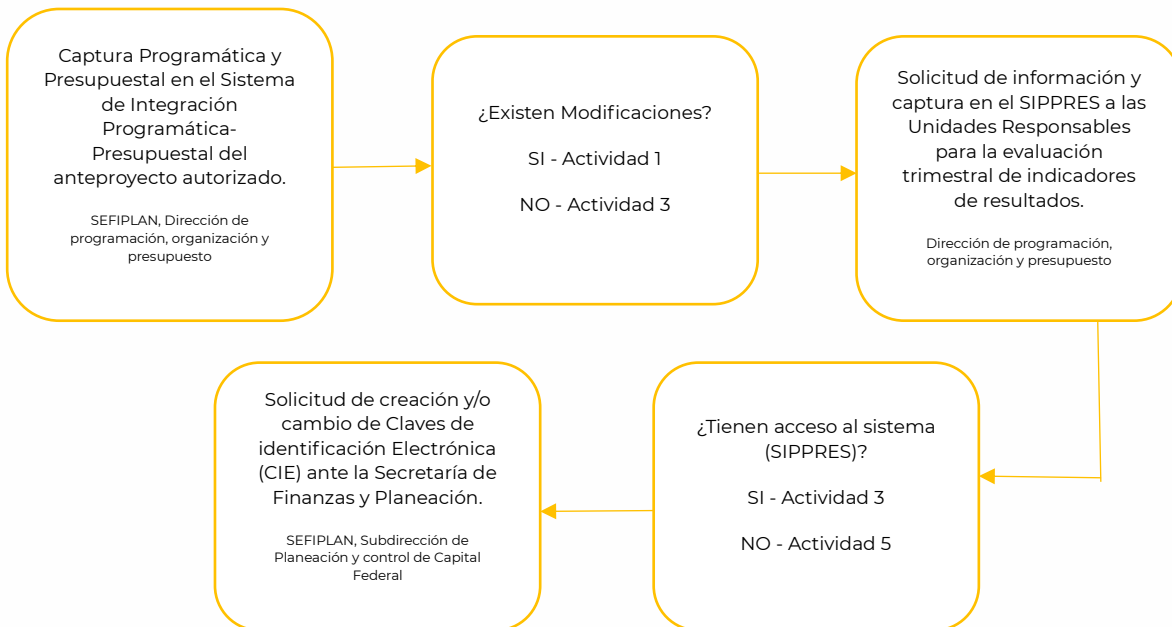 Captura Programática y
Presupuestal en el Sistema
de Integración
Programática-
Presupuestal del
anteproyecto autorizado.
SEFIPLAN, Dirección de
programación, organización y
presupuesto
¿Existen Modificaciones?
SI - Actividad 1
NO - Actividad 3
Solicitud de información y
captura en el SIPPRES a las
Unidades Responsables
para la evaluación
trimestral de indicadores
de resultados.
Dirección de programación,
organización y presupuesto
Solicitud de creación y/o
cambio de Claves de
identificación Electrónica
(CIE) ante la Secretaría de
Finanzas y Planeación.
SEFIPLAN, Subdirección de
Planeación y control de Capital
Federal
¿Tienen acceso al sistema
(SIPPRES)?
SI - Actividad 3
NO - Actividad 5